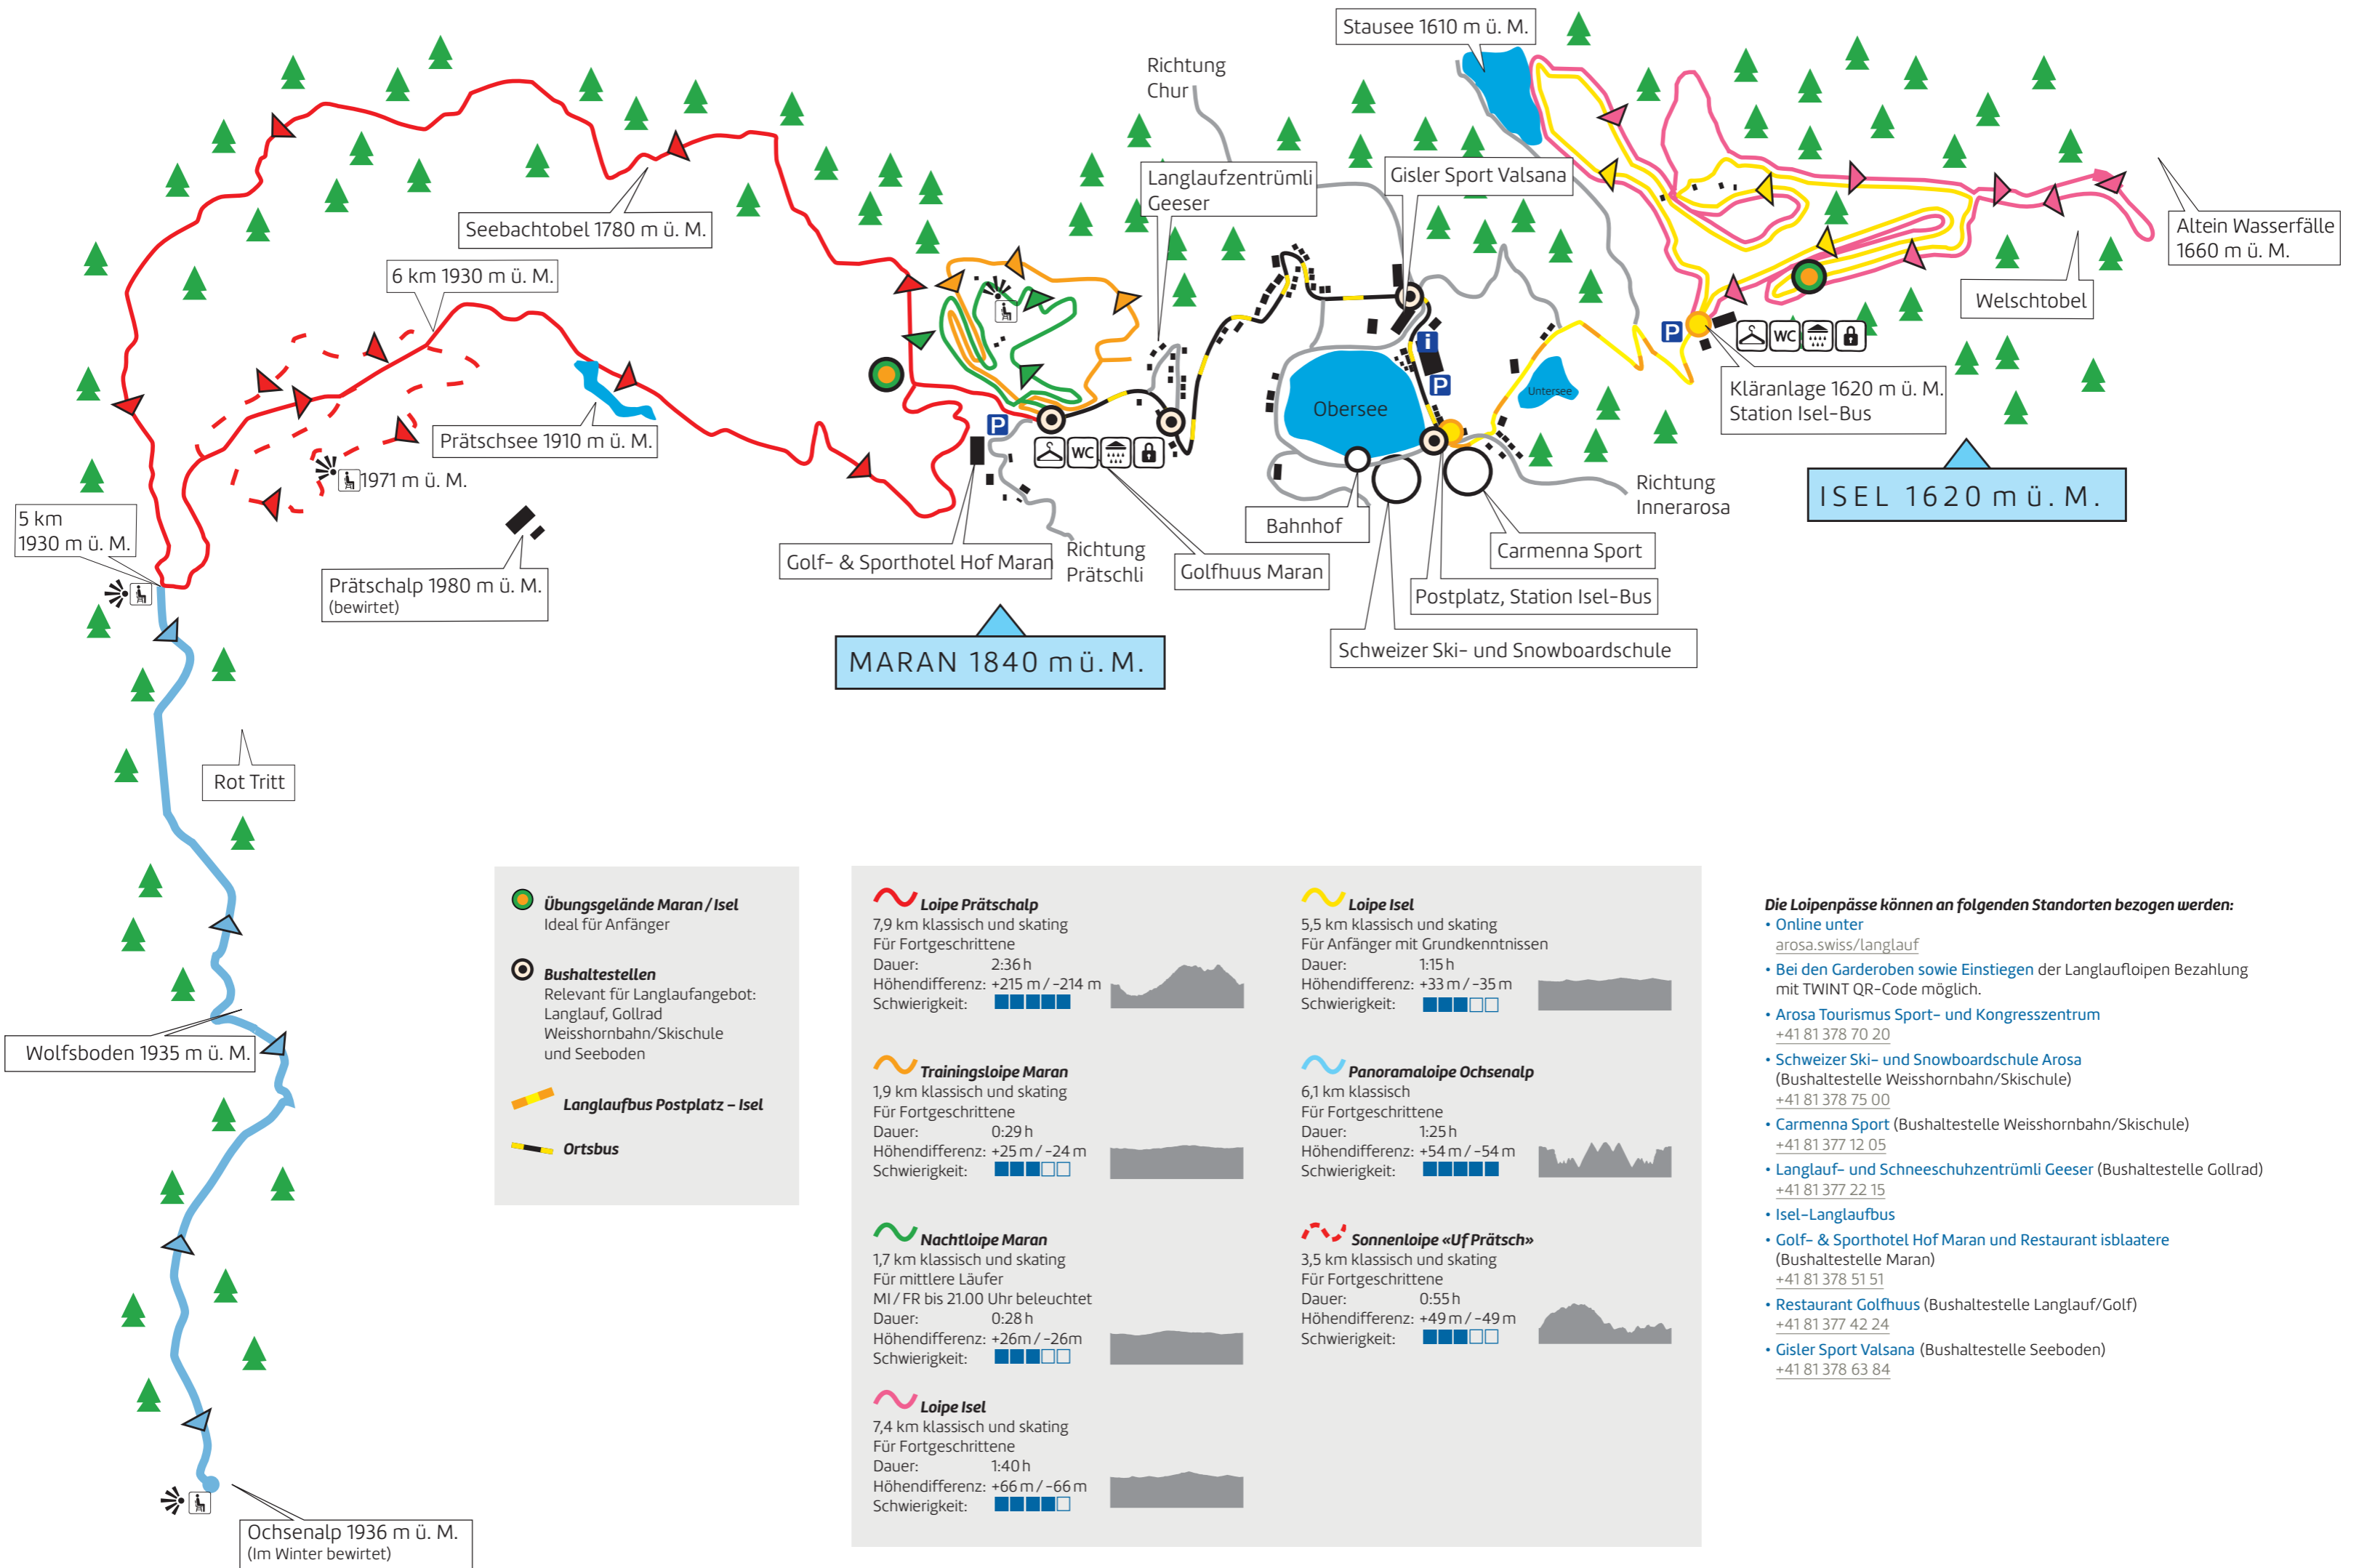 Stausee 1610 m ü. M.
Richtung
Chur
Langlaufzentrümli
Geeser
Gisler Sport Valsana
Seebachtobel 1780 m ü. M.
6 km 1930 m ü. M.
Altein Wasserfälle
1660 m ü. M.
Welschtobel
P
WC
Kläranlage 1620 m ü. M.
Station Isel-Bus
i
P
Obersee
Untersee
Prätschsee 1910 m ü. M.
P
WC
1971 m ü. M.
5 km
1930 m ü. M.
Richtung
Innerarosa
ISEL 1620 m ü. M.
Bahnhof
Carmenna Sport
Golf- & Sporthotel Hof Maran
Richtung
Prätschli
Golfhuus Maran
Prätschalp 1980 m ü. M.
(bewirtet)
Postplatz, Station Isel-Bus
MARAN 1840 m ü. M.
Schweizer Ski- und Snowboardschule
Rot Tritt
Wolfsboden 1935 m ü. M.
Ochsenalp 1936 m ü. M.
(Im Winter bewirtet)
Übungsgelände Maran / Isel
Ideal für Anfänger
Bushaltestellen
Relevant für Langlaufangebot:
Langlauf, Gollrad
Weisshornbahn/Skischule
und Seeboden
Langlaufbus Postplatz – Isel
Ortsbus
Loipe Prätschalp
7,9 km klassisch und skating
Für Fortgeschrittene
Dauer: 2:36 h
Höhendifferenz: +215 m / -214 m
Schwierigkeit:
Trainingsloipe Maran
1,9 km klassisch und skating
Für Fortgeschrittene
Dauer: 0:29 h
Höhendifferenz: +25 m / -24 m
Schwierigkeit:
Nachtloipe Maran
1,7 km klassisch und skating
Für mittlere Läufer
MI / FR bis 21.00 Uhr beleuchtet
Dauer: 0:28 h
Höhendifferenz: +26m / -26m
Schwierigkeit:
Loipe Isel
7,4 km klassisch und skating
Für Fortgeschrittene
Dauer: 1:40 h
Höhendifferenz: +66 m / -66 m
Schwierigkeit:
Loipe Isel
5,5 km klassisch und skating
Für Anfänger mit Grundkenntnissen
Dauer: 1:15 h
Höhendifferenz: +33 m / -35 m
Schwierigkeit:
Panoramaloipe Ochsenalp
6,1 km klassisch
Für Fortgeschrittene
Dauer: 1:25 h
Höhendifferenz: +54 m / -54 m
Schwierigkeit:
Sonnenloipe «Uf Prätsch»
3,5 km klassisch und skating
Für Fortgeschrittene
Dauer: 0:55 h
Höhendifferenz: +49 m / -49 m
Schwierigkeit:
Die Loipenpässe können an folgenden Standorten bezogen werden:
• Online unter
arosa.swiss/langlauf
• Bei den Garderoben sowie Einstiegen der Langlaufloipen Bezahlung
mit TWINT QR-Code möglich.
• Arosa Tourismus Sport- und Kongresszentrum
+41 81 378 70 20
• Schweizer Ski- und Snowboardschule Arosa
(Bushaltestelle Weisshornbahn/Skischule)
+41 81 378 75 00
• Carmenna Sport (Bushaltestelle Weisshornbahn/Skischule)
+41 81 377 12 05
• Langlauf- und Schneeschuhzentrümli Geeser (Bushaltestelle Gollrad)
+41 81 377 22 15
• Isel-Langlaufbus
• Golf- & Sporthotel Hof Maran und Restaurant isblaatere
(Bushaltestelle Maran)
+41 81 378 51 51
• Restaurant Golfhuus (Bushaltestelle Langlauf/Golf)
+41 81 377 42 24
• Gisler Sport Valsana (Bushaltestelle Seeboden)
+41 81 378 63 84